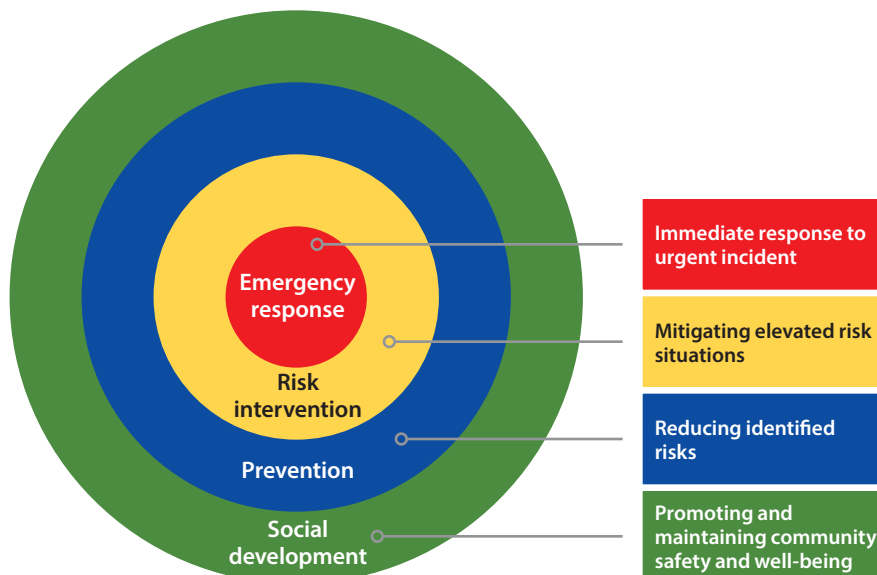 Emergency
response
Risk
intervention
Prevention
Social
development
Immediate response to
urgent incident
Mitigating elevated risk
situations
Reducing identified
risks
Promoting and
maintaining community
safety and well-being